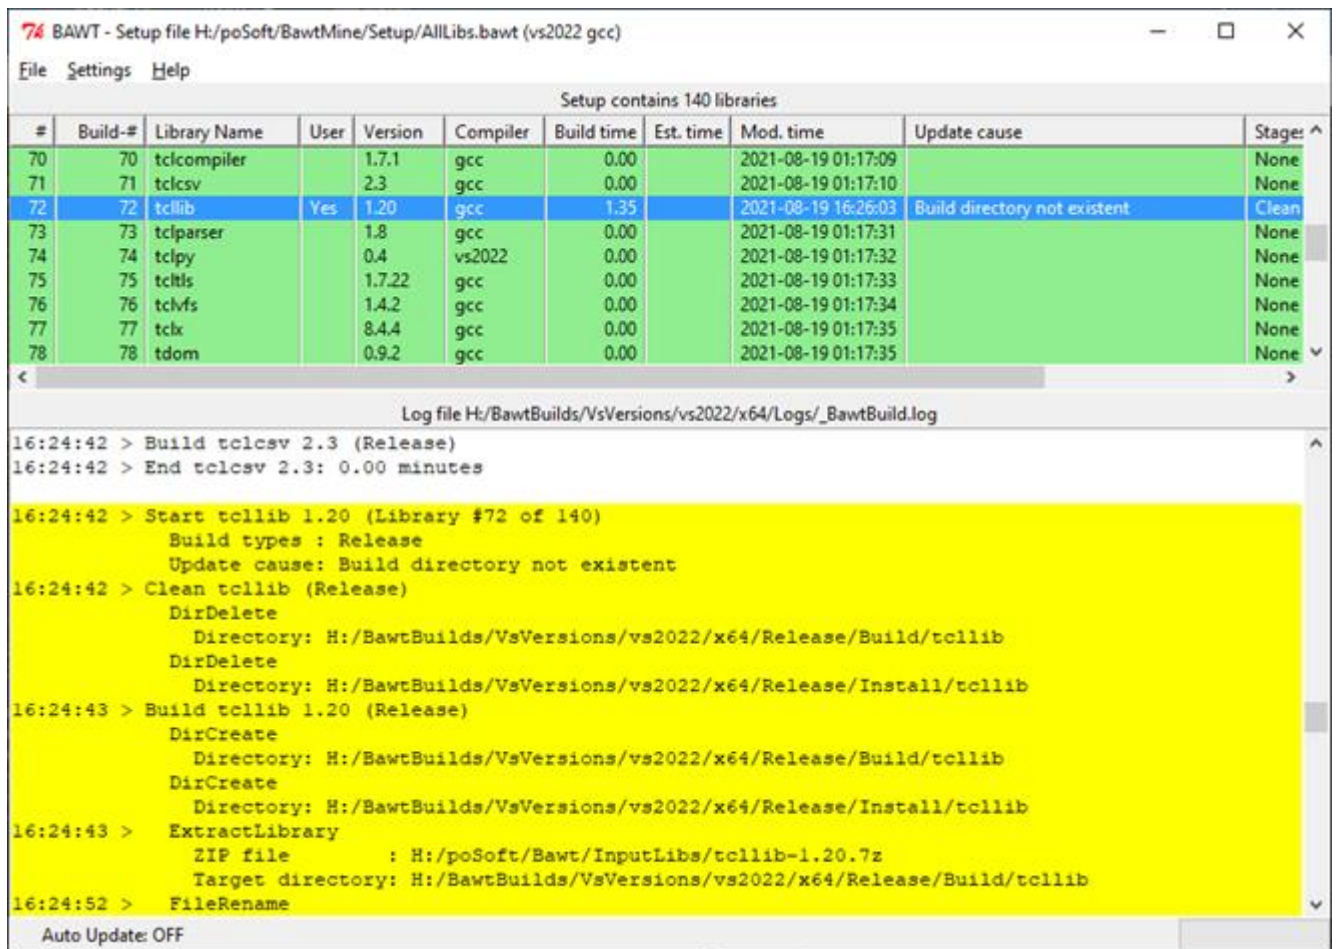 BAWT - Setup file H:/poSoft/BawtMine/Setup/AllLibs.bawt (vs2022 gcc)
File Settings Help
Setup contains 140 libraries
# Build-# Library Name User Version Compiler Build time Est. time Mod. time Update cause Stages
70 70 tclcompiler 1.7.1 gcc 0.00 2021-08-19 01:17:09 None
71 71 tclcsv 2.3 gcc 0.00 2021-08-19 01:17:10 None
72 72 tcllib Yes 1.20 gcc 1.35 2021-08-19 16:26:03 Build directory not existent Clean
73 73 tclparser 1.8 gcc 0.00 2021-08-19 01:17:31 None
74 74 tclpy 0.4 vs2022 0.00 2021-08-19 01:17:32 None
75 75 tcltls 1.7.22 gcc 0.00 2021-08-19 01:17:33 None
76 76 tclvfs 1.4.2 gcc 0.00 2021-08-19 01:17:34 None
77 77 tclx 8.4.4 gcc 0.00 2021-08-19 01:17:35 None
78 78 tdom 0.9.2 gcc 0.00 2021-08-19 01:17:35 None
Log file H:/BawtBuilds/VsVersions/vs2022/x64/Logs/_BawtBuild.log
16:24:42 > Build tclcsv 2.3 (Release)
16:24:42 > End tclcsv 2.3: 0.00 minutes
16:24:42 > Start tcllib 1.20 (Library #72 of 140)
Build types : Release
Update cause: Build directory not existent
16:24:42 > Clean tcllib (Release)
DirDelete
Directory: H:/BawtBuilds/VsVersions/vs2022/x64/Release/Build/tcllib
DirDelete
Directory: H:/BawtBuilds/VsVersions/vs2022/x64/Release/Install/tcllib
16:24:43 > Build tcllib 1.20 (Release)
DirCreate
Directory: H:/BawtBuilds/VsVersions/vs2022/x64/Release/Build/tcllib
DirCreate
Directory: H:/BawtBuilds/VsVersions/vs2022/x64/Release/Install/tcllib
16:24:43 > ExtractLibrary
ZIP file : H:/poSoft/Bawt/InputLibs/tcllib-1.20.7z
Target directory: H:/BawtBuilds/VsVersions/vs2022/x64/Release/Build/tcllib
16:24:52 > FileRename
Auto Update: OFF